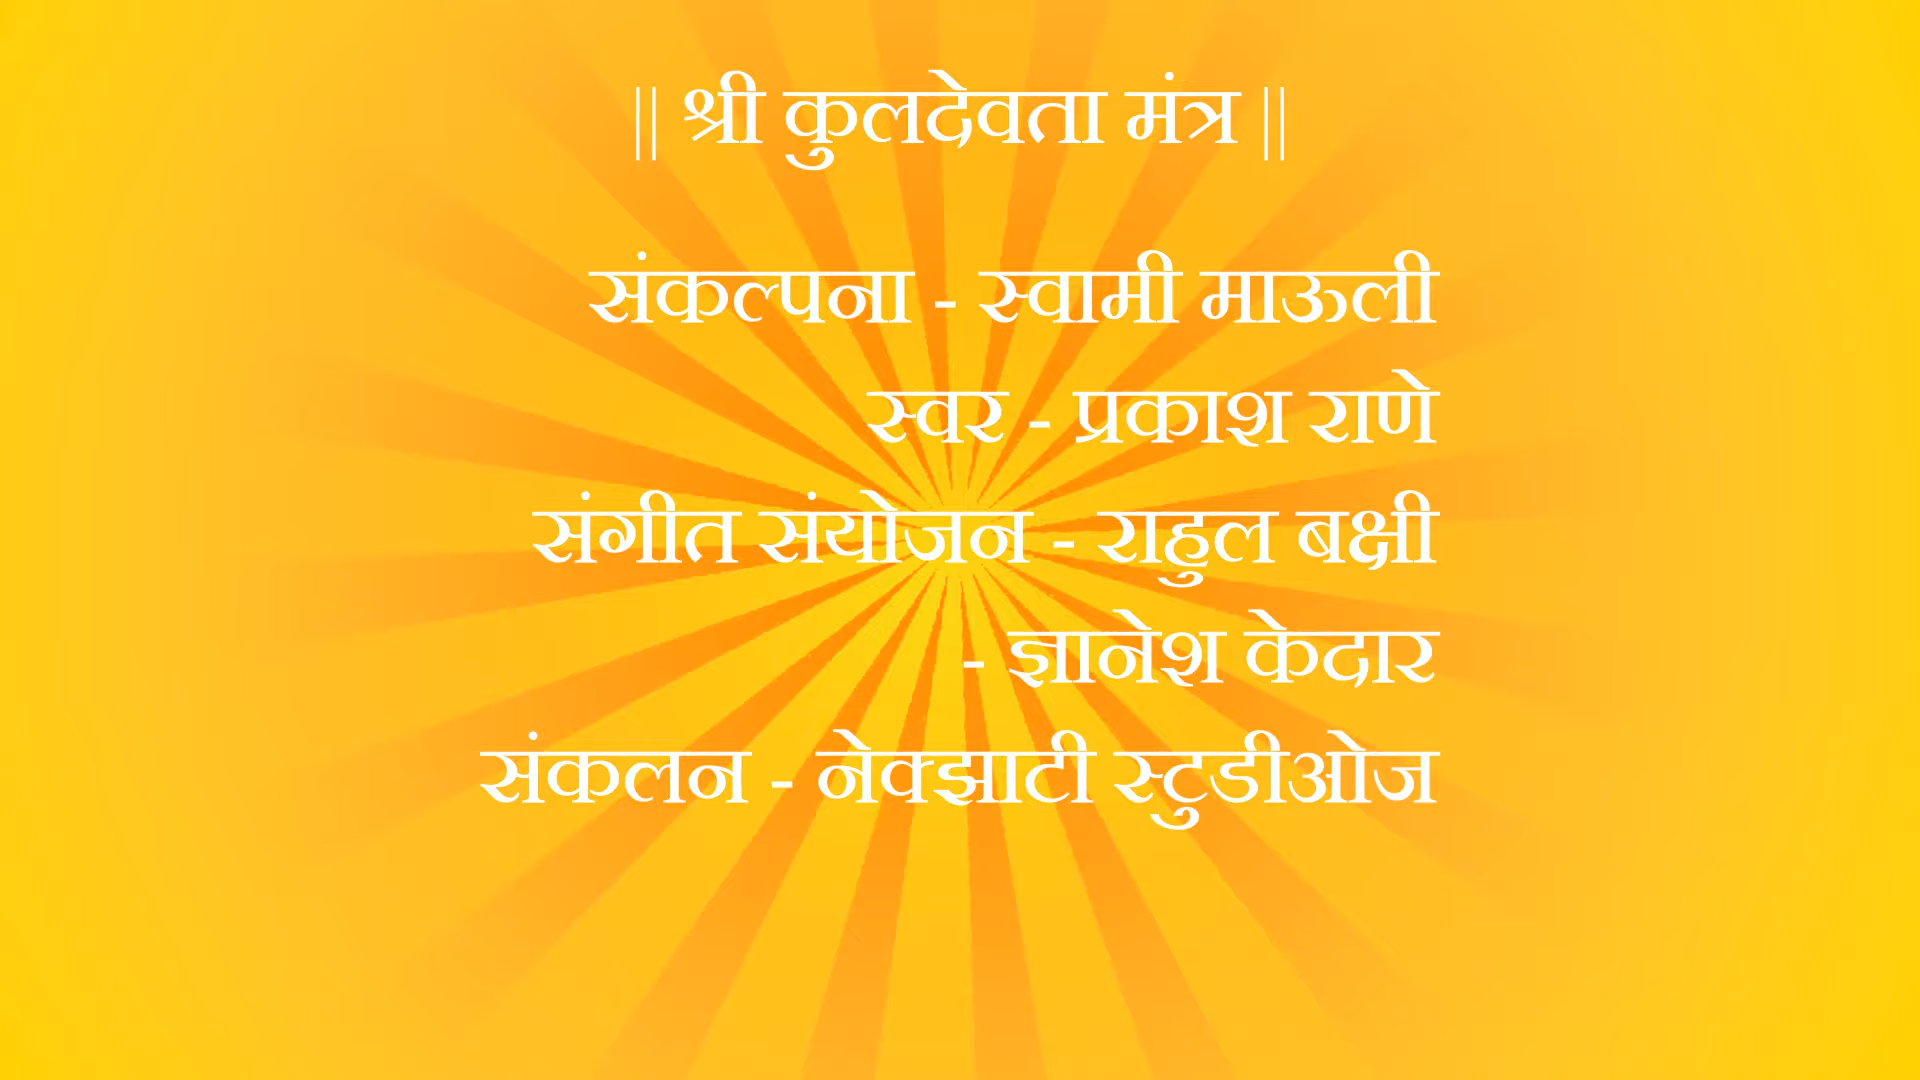 || श्री कुलदेवता मंत्र ||
संकल्पना - स्वामी माऊली
स्वर - प्रकाश राणे
संगीत संयोजन - राहुल बक्षी
- ज्ञानेश केदार
संकलन - नेक्झाटी स्टुडीओज